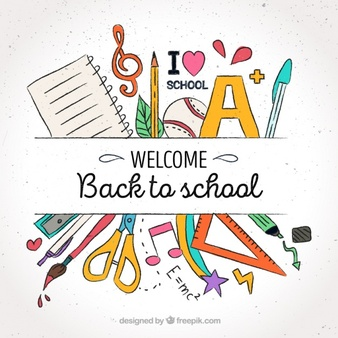 I ❤ SCHOOL
A+
WELCOME
Back to school
E=mc²
designed by freepik.com